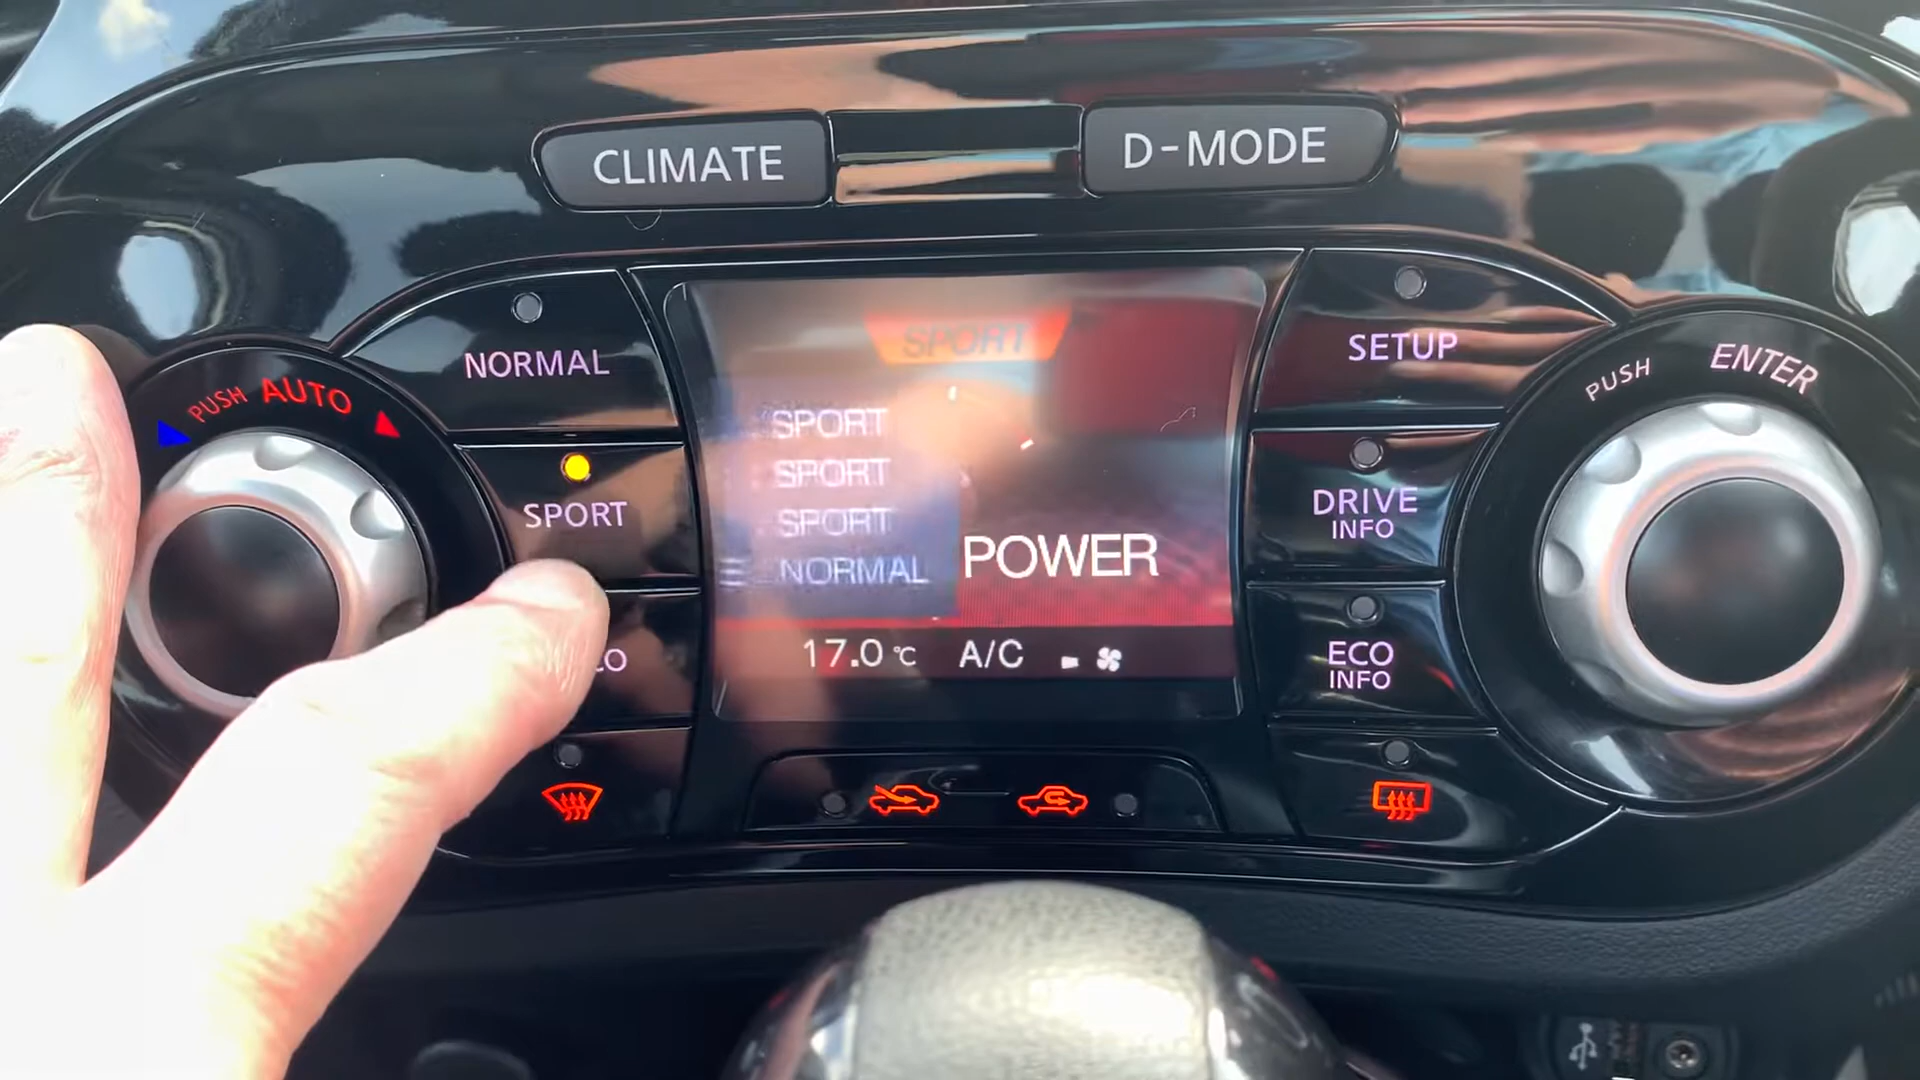 CLIMATE
D-MODE
NORMAL
SETUP
PUSH AUTO
PUSH ENTER
SPORT
SPORT
SPORT
SPORT
SPORT
NORMAL
POWER
DRIVE
INFO
ECO
INFO
17.0 °C A/C